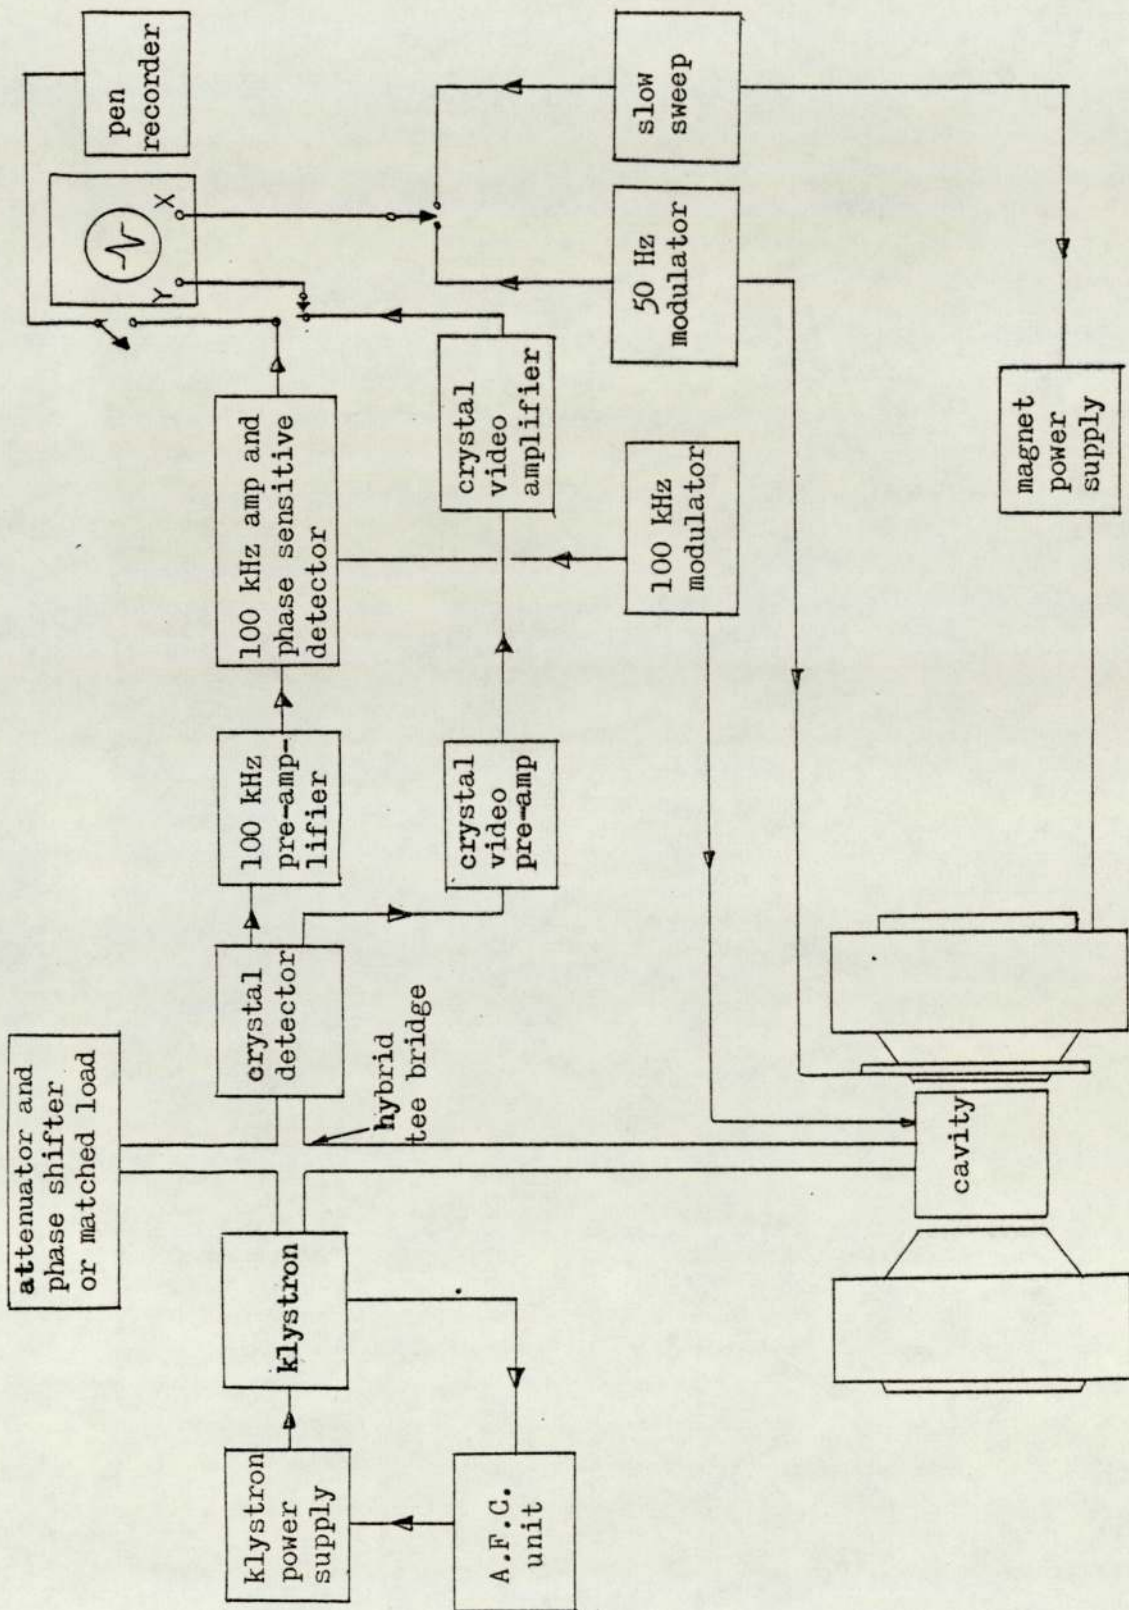 attenuator and
phase shifter
or matched load
klystron
power
supply
klystron
crystal
detector
100 kHz
pre-amp-
lifier
100 kHz amp and
phase sensitive
detector
Y
X
pen
recorder
hybrid
tee bridge
A.F.C.
unit
crystal
video
pre-amp
crystal
video
amplifier
100 kHz
modulator
50 Hz
modulator
slow
sweep
cavity
magnet
power
supply